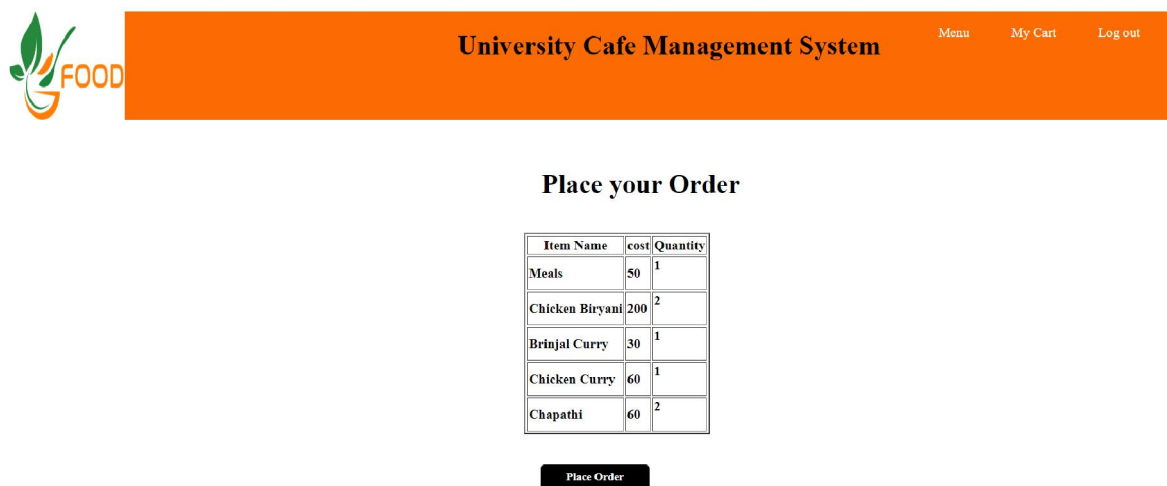 FOOD
University Cafe Management System
Menu My Cart Log out
Place your Order
Item Name cost Quantity
Meals 50 1
Chicken Biryani 200 2
Brinjal Curry 30 1
Chicken Curry 60 1
Chapathi 60 2
Place Order